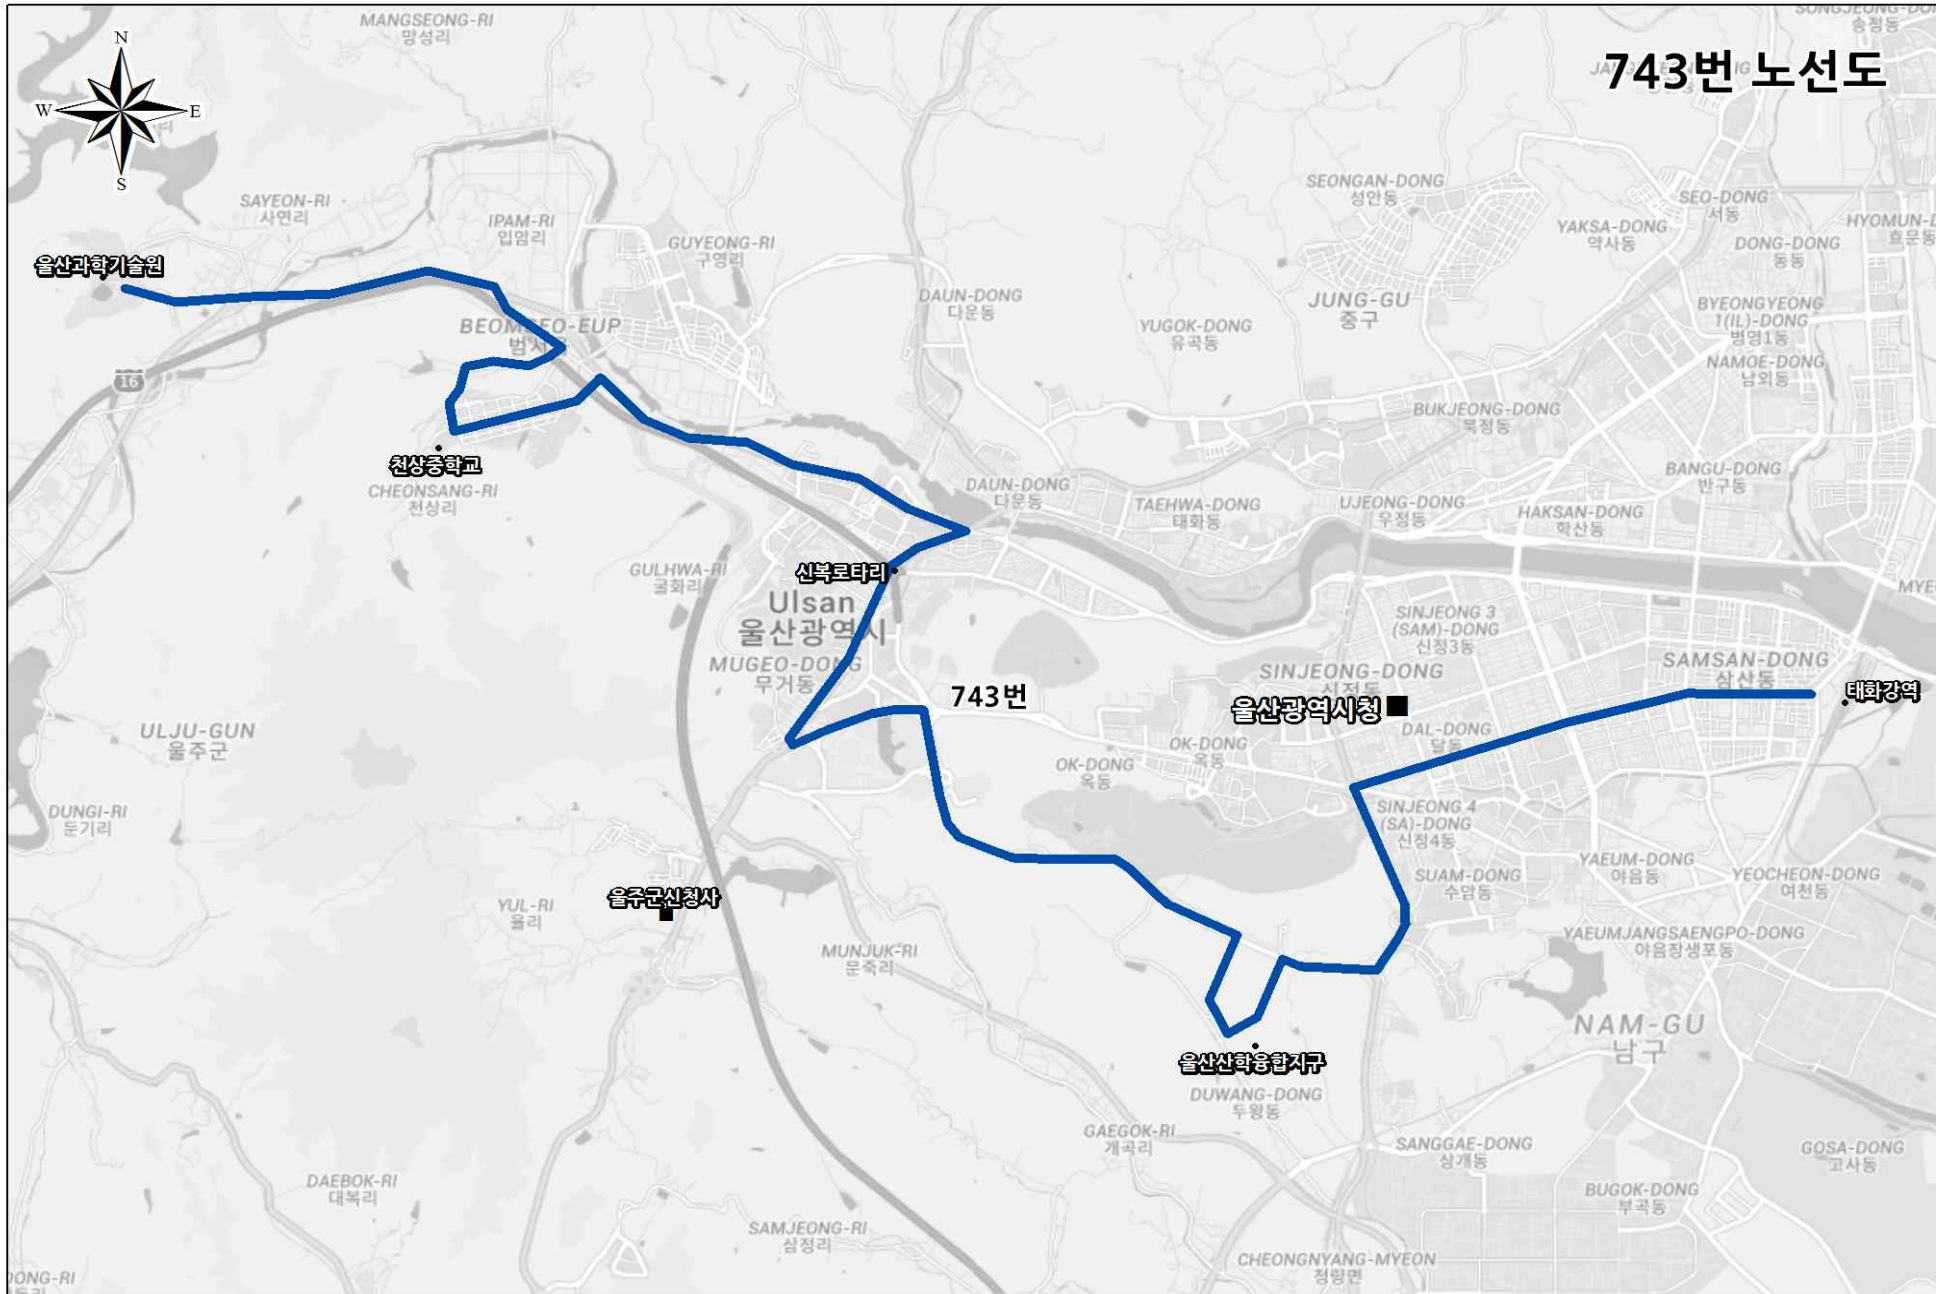 MANGSEONG-RI
망성리
743번 노선도
N
W
E
S
SAYEON-RI
사연리
IPAM-RI
입암리
GUYEONG-RI
구영리
SEONGAN-DONG
성안동
SEO-DONG
서동
YAKSA-DONG
약사동
DONG-DONG
동동
울산과학기술원
DAUN-DONG
다운동
JUNG-GU
중구
YUGOK-DONG
유곡동
BYEONGYEONG
1(IL)-DONG
병영1동
NAMOE-DONG
남외동
BEOMSEO-EUP
16
BUKJEONG-DONG
북정동
천상중학교
CHEONSANG-RI
천상리
BANGU-DONG
반구동
DAUN-DONG
다운동
TAEHWA-DONG
태화동
UJEONG-DONG
우정동
HAKSAN-DONG
학산동
GULHWA-RI
굴화리
신복로타리
Ulsan
울산광역시
MUGEO-DONG
무거동
SINJEONG 3
(SAM)-DONG
신정3동
SINJEONG-DONG
신정동
SAMSAN-DONG
삼산동
743번
울산광역시청
태화강역
ULJU-GUN
울주군
DAL-DONG
달동
OK-DONG
옥동
OK-DONG
옥동
DUNGI-RI
둔기리
SINJEONG 4
(SA)-DONG
신정4동
YAEUM-DONG
야음동
SUAM-DONG
수암동
YEOCHEON-DONG
여천동
울주군신청사
YUL-RI
율리
MUNJUK-RI
문죽리
YAEUMJANGSAENGPO-DONG
야음장생포동
NAM-GU
남구
울산산학융합지구
DUWANG-DONG
두왕동
GAEGOK-RI
개곡리
SANGGAE-DONG
상개동
GOSA-DONG
고사동
DAEBOK-RI
대복리
BUGOK-DONG
부곡동
SAMJEONG-RI
삼정리
CHEONGNYANG-MYEON
청량면